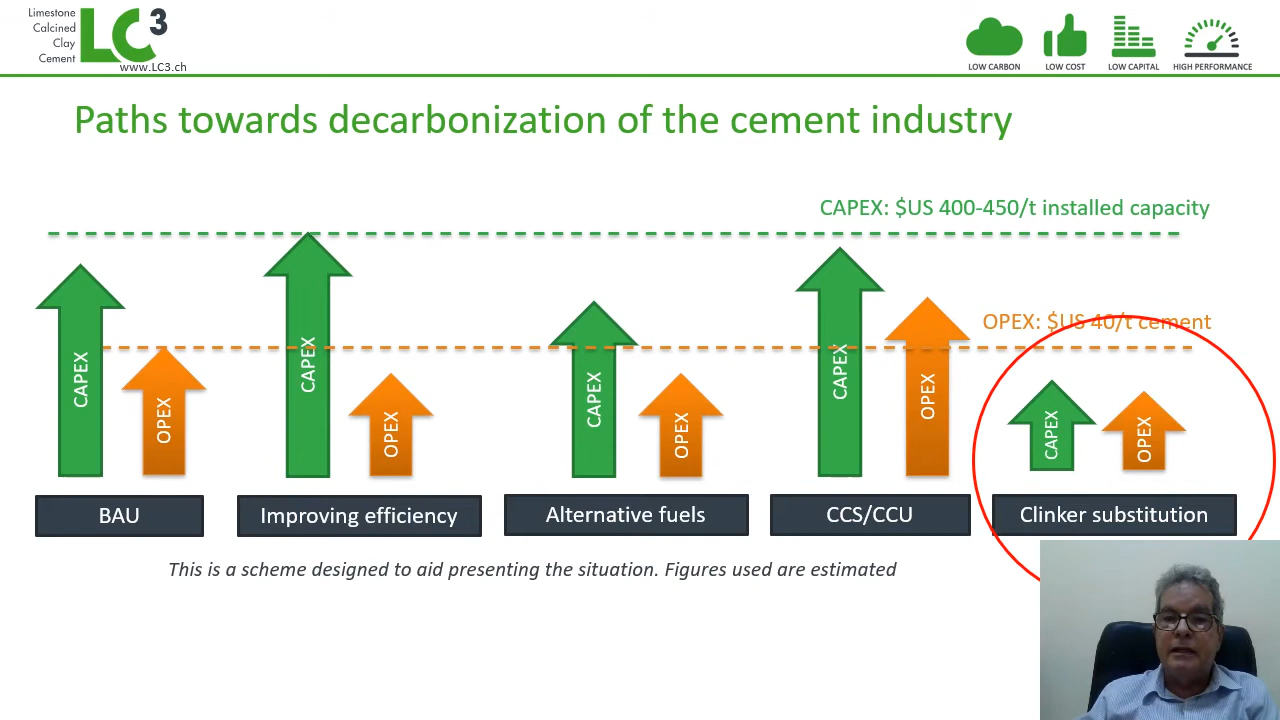 Limestone
Calcined
Clay
Cement
LC3
www.LC3.ch
LOW CARBON
LOW COST
LOW CAPITAL
HIGH PERFORMANCE
Paths towards decarbonization of the cement industry
CAPEX: $US 400-450/t installed capacity
OPEX: $US 40/t cement
CAPEX
OPEX
CAPEX
OPEX
CAPEX
OPEX
CAPEX
OPEX
CAPEX
OPEX
BAU
Improving efficiency
Alternative fuels
CCS/CCU
Clinker substitution
This is a scheme designed to aid presenting the situation. Figures used are estimated